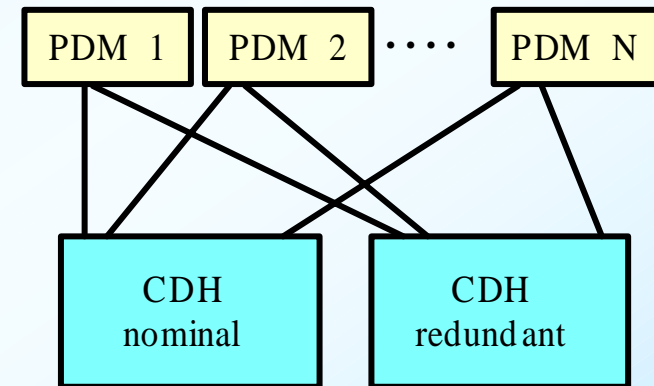 PDM 1 PDM 2 .... PDM N
CDH
nominal
CDH
redundant